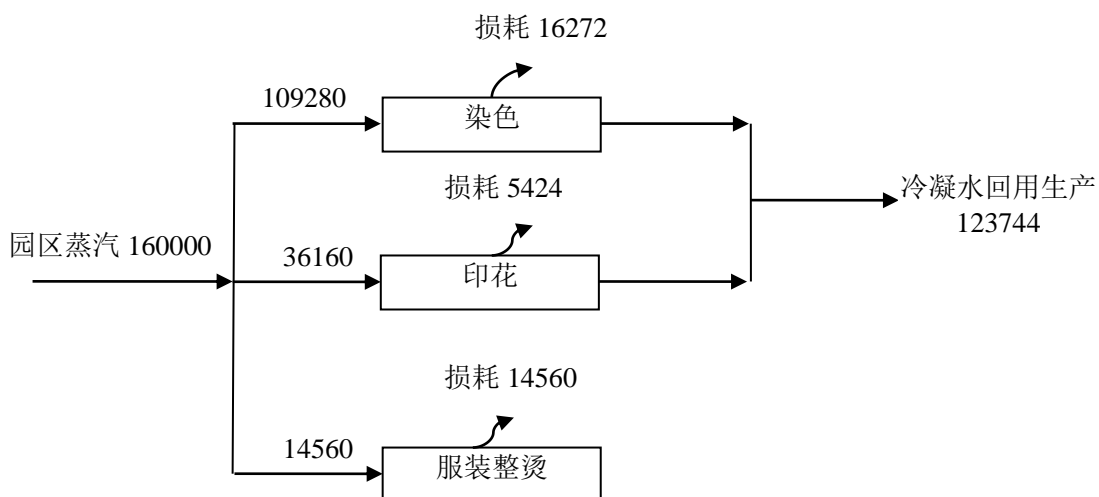 损耗 16272
109280
染色
损耗 5424
冷凝水回用生产
123744
园区蒸汽 160000
36160
印花
损耗 14560
14560
服装整烫